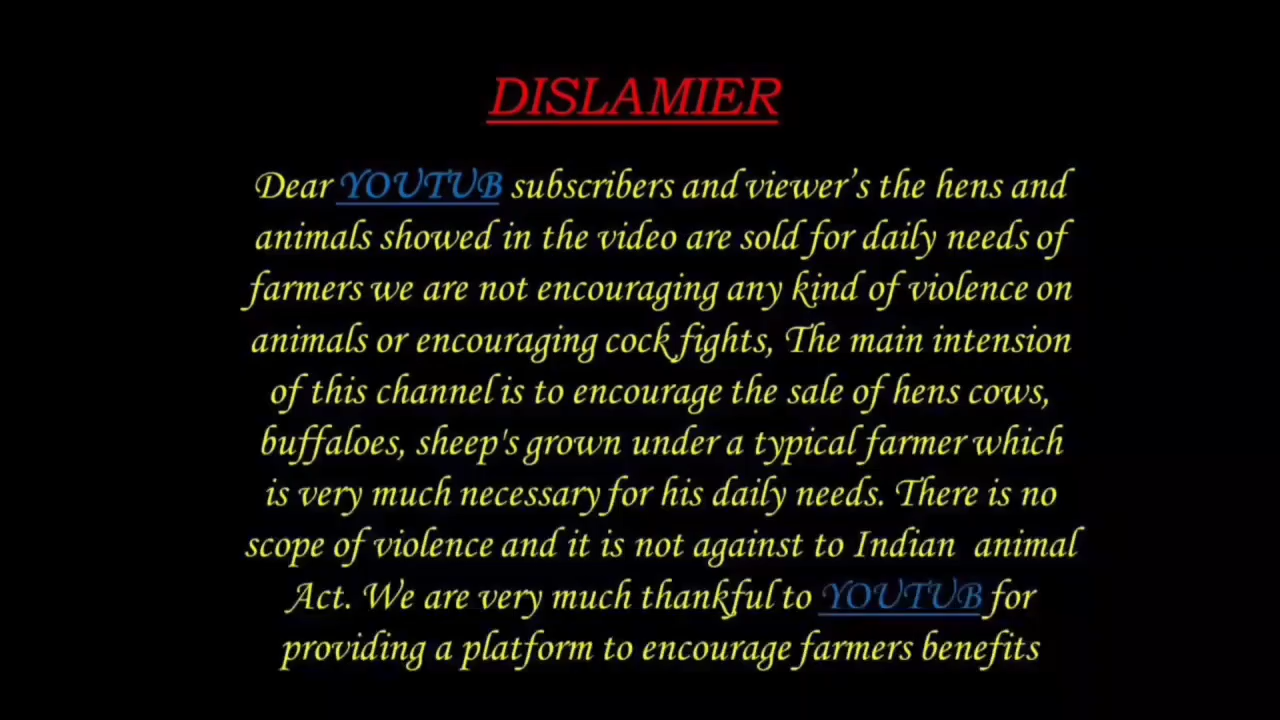 DISLAMIER
Dear YOUTUB subscribers and viewer’s the hens and
animals showed in the video are sold for daily needs of
farmers we are not encouraging any kind of violence on
animals or encouraging cock fights, The main intension
of this channel is to encourage the sale of hens cows,
buffaloes, sheep's grown under a typical farmer which
is very much necessary for his daily needs. There is no
scope of violence and it is not against to Indian animal
Act. We are very much thankful to YOUTUB for
providing a platform to encourage farmers benefits